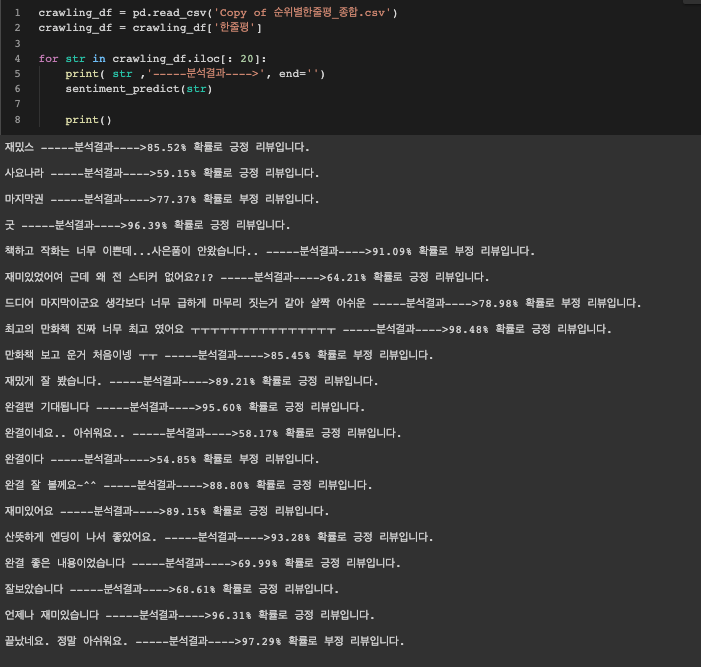 1 crawling_df = pd.read_csv('Copy of 순위별한줄평_종합.csv')
2 crawling_df = crawling_df['한줄평']
3
4 for str in crawling_df.iloc[: 20]:
5 print( str ,'-----분석결과---->', end='')
6 sentiment_predict(str)
7
8 print()
재밌스 -----분석결과---->85.52% 확률로 긍정 리뷰입니다.
사요나라 -----분석결과---->59.15% 확률로 긍정 리뷰입니다.
마지막권 -----분석결과---->77.37% 확률로 부정 리뷰입니다.
굿 -----분석결과---->96.39% 확률로 긍정 리뷰입니다.
책하고 작화는 너무 이쁜데...사은품이 안왔습니다.. -----분석결과---->91.09% 확률로 부정 리뷰입니다.
재미있었어여 근데 왜 전 스티커 없어요?!? -----분석결과---->64.21% 확률로 긍정 리뷰입니다.
드디어 마지막이군요 생각보다 너무 급하게 마무리 짓는거 같아 살짝 아쉬운 -----분석결과---->78.98% 확률로 부정 리뷰입니다.
최고의 만화책 진짜 너무 최고 였어요 ㅜㅜㅜㅜㅜㅜㅜㅜㅜㅜㅜㅜㅜㅜㅜ -----분석결과---->98.48% 확률로 긍정 리뷰입니다.
만화책 보고 운거 처음이넹 ㅜㅜ -----분석결과---->85.45% 확률로 부정 리뷰입니다.
재밌게 잘 봤습니다. -----분석결과---->89.21% 확률로 긍정 리뷰입니다.
완결편 기대됩니다 -----분석결과---->95.60% 확률로 긍정 리뷰입니다.
완결이네요.. 아쉬워요.. -----분석결과---->58.17% 확률로 긍정 리뷰입니다.
완결이다 -----분석결과---->54.85% 확률로 부정 리뷰입니다.
완결 잘 볼께요~^^ -----분석결과---->88.80% 확률로 긍정 리뷰입니다.
재미있어요 -----분석결과---->89.15% 확률로 긍정 리뷰입니다.
산뜻하게 엔딩이 나서 좋았어요. -----분석결과---->93.28% 확률로 긍정 리뷰입니다.
완결 좋은 내용이었습니다 -----분석결과---->69.99% 확률로 긍정 리뷰입니다.
잘보았습니다 -----분석결과---->68.61% 확률로 긍정 리뷰입니다.
언제나 재미있습니다 -----분석결과---->96.31% 확률로 긍정 리뷰입니다.
끝났네요. 정말 아쉬워요. -----분석결과---->97.29% 확률로 부정 리뷰입니다.